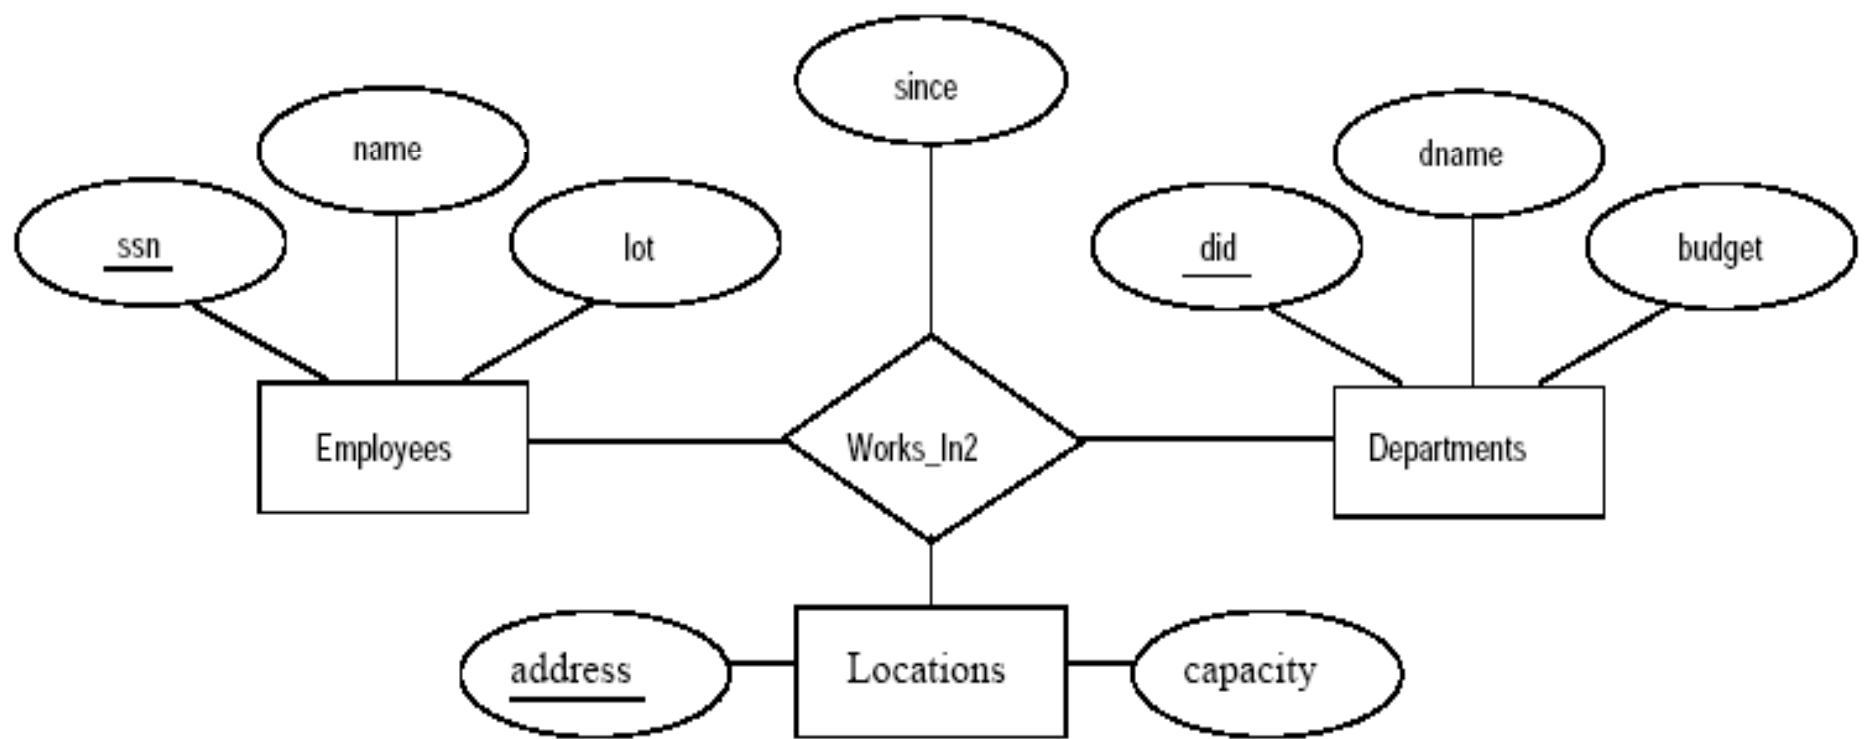 since
name
dname
ssn
lot
did
budget
Employees
Works_In2
Departments
address
Locations
capacity